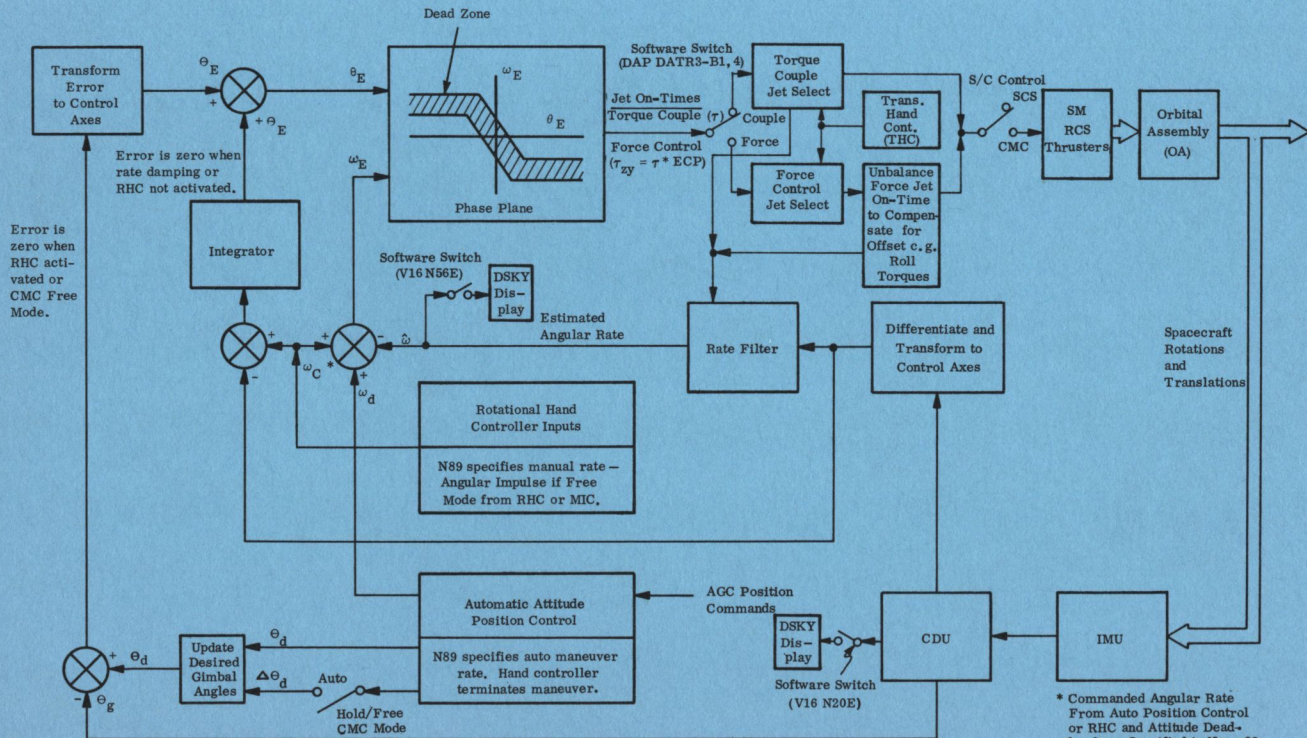 Dead Zone
Transform
Error
to Control
Axes
Θ_E
+
+ Θ_E
θ_E
ω_E
Error is zero when
rate damping or
RHC not activated.
ω_E
θ_E
Phase Plane
Software Switch
(DAP DATR3-B1, 4)
Jet On-Times
Torque Couple (τ)
Force Control
(τ_zy = τ* ECP)
Couple
Force
Torque
Couple
Jet Select
Trans.
Hand
Cont.
(THC)
Force
Control
Jet Select
Unbalance
Force Jet
On-Time
to Compen-
sate for
Offset c.g.
Roll
Torques
S/C Control
SCS
CMC
SM
RCS
Thrusters
Orbital
Assembly
(OA)
Error is
zero when
RHC acti-
vated or
CMC Free
Mode.
Integrator
Software Switch
(V16 N56E)
DSKY
Dis-
play
Estimated
Angular Rate
+
-
ω_C
+
*
-
ω̂
+
ω_d
Rate Filter
Differentiate and
Transform to
Control Axes
Spacecraft
Rotations
and
Translations
Rotational Hand
Controller Inputs
N89 specifies manual rate –
Angular Impulse if Free
Mode from RHC or MIC.
Automatic Attitude
Position Control
N89 specifies auto maneuver
rate. Hand controller
terminates maneuver.
AGC Position
Commands
DSKY
Dis-
play
Software Switch
(V16 N20E)
CDU
IMU
+
-
Θ_d
Θ_g
Update
Desired
Gimbal
Angles
Θ_d
ΔΘ_d
Auto
Hold/Free
CMC Mode
* Commanded Angular Rate
From Auto Position Control
or RHC and Attitude Dead-